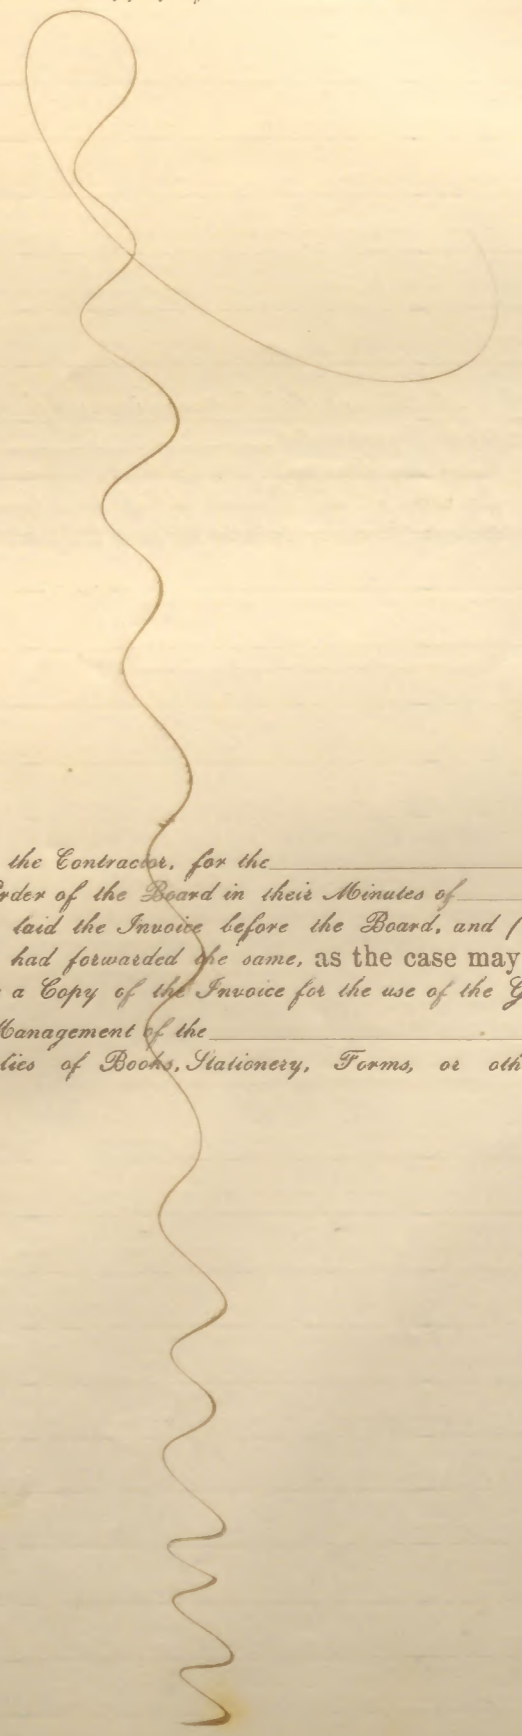 the Contractor, for the
Order of the Board in their Minutes of
laid the Invoice before the Board, and (
had forwarded the same, as the case may
a Copy of the Invoice for the use of the G
Management of the
of Books, Stationery, Forms, or oth